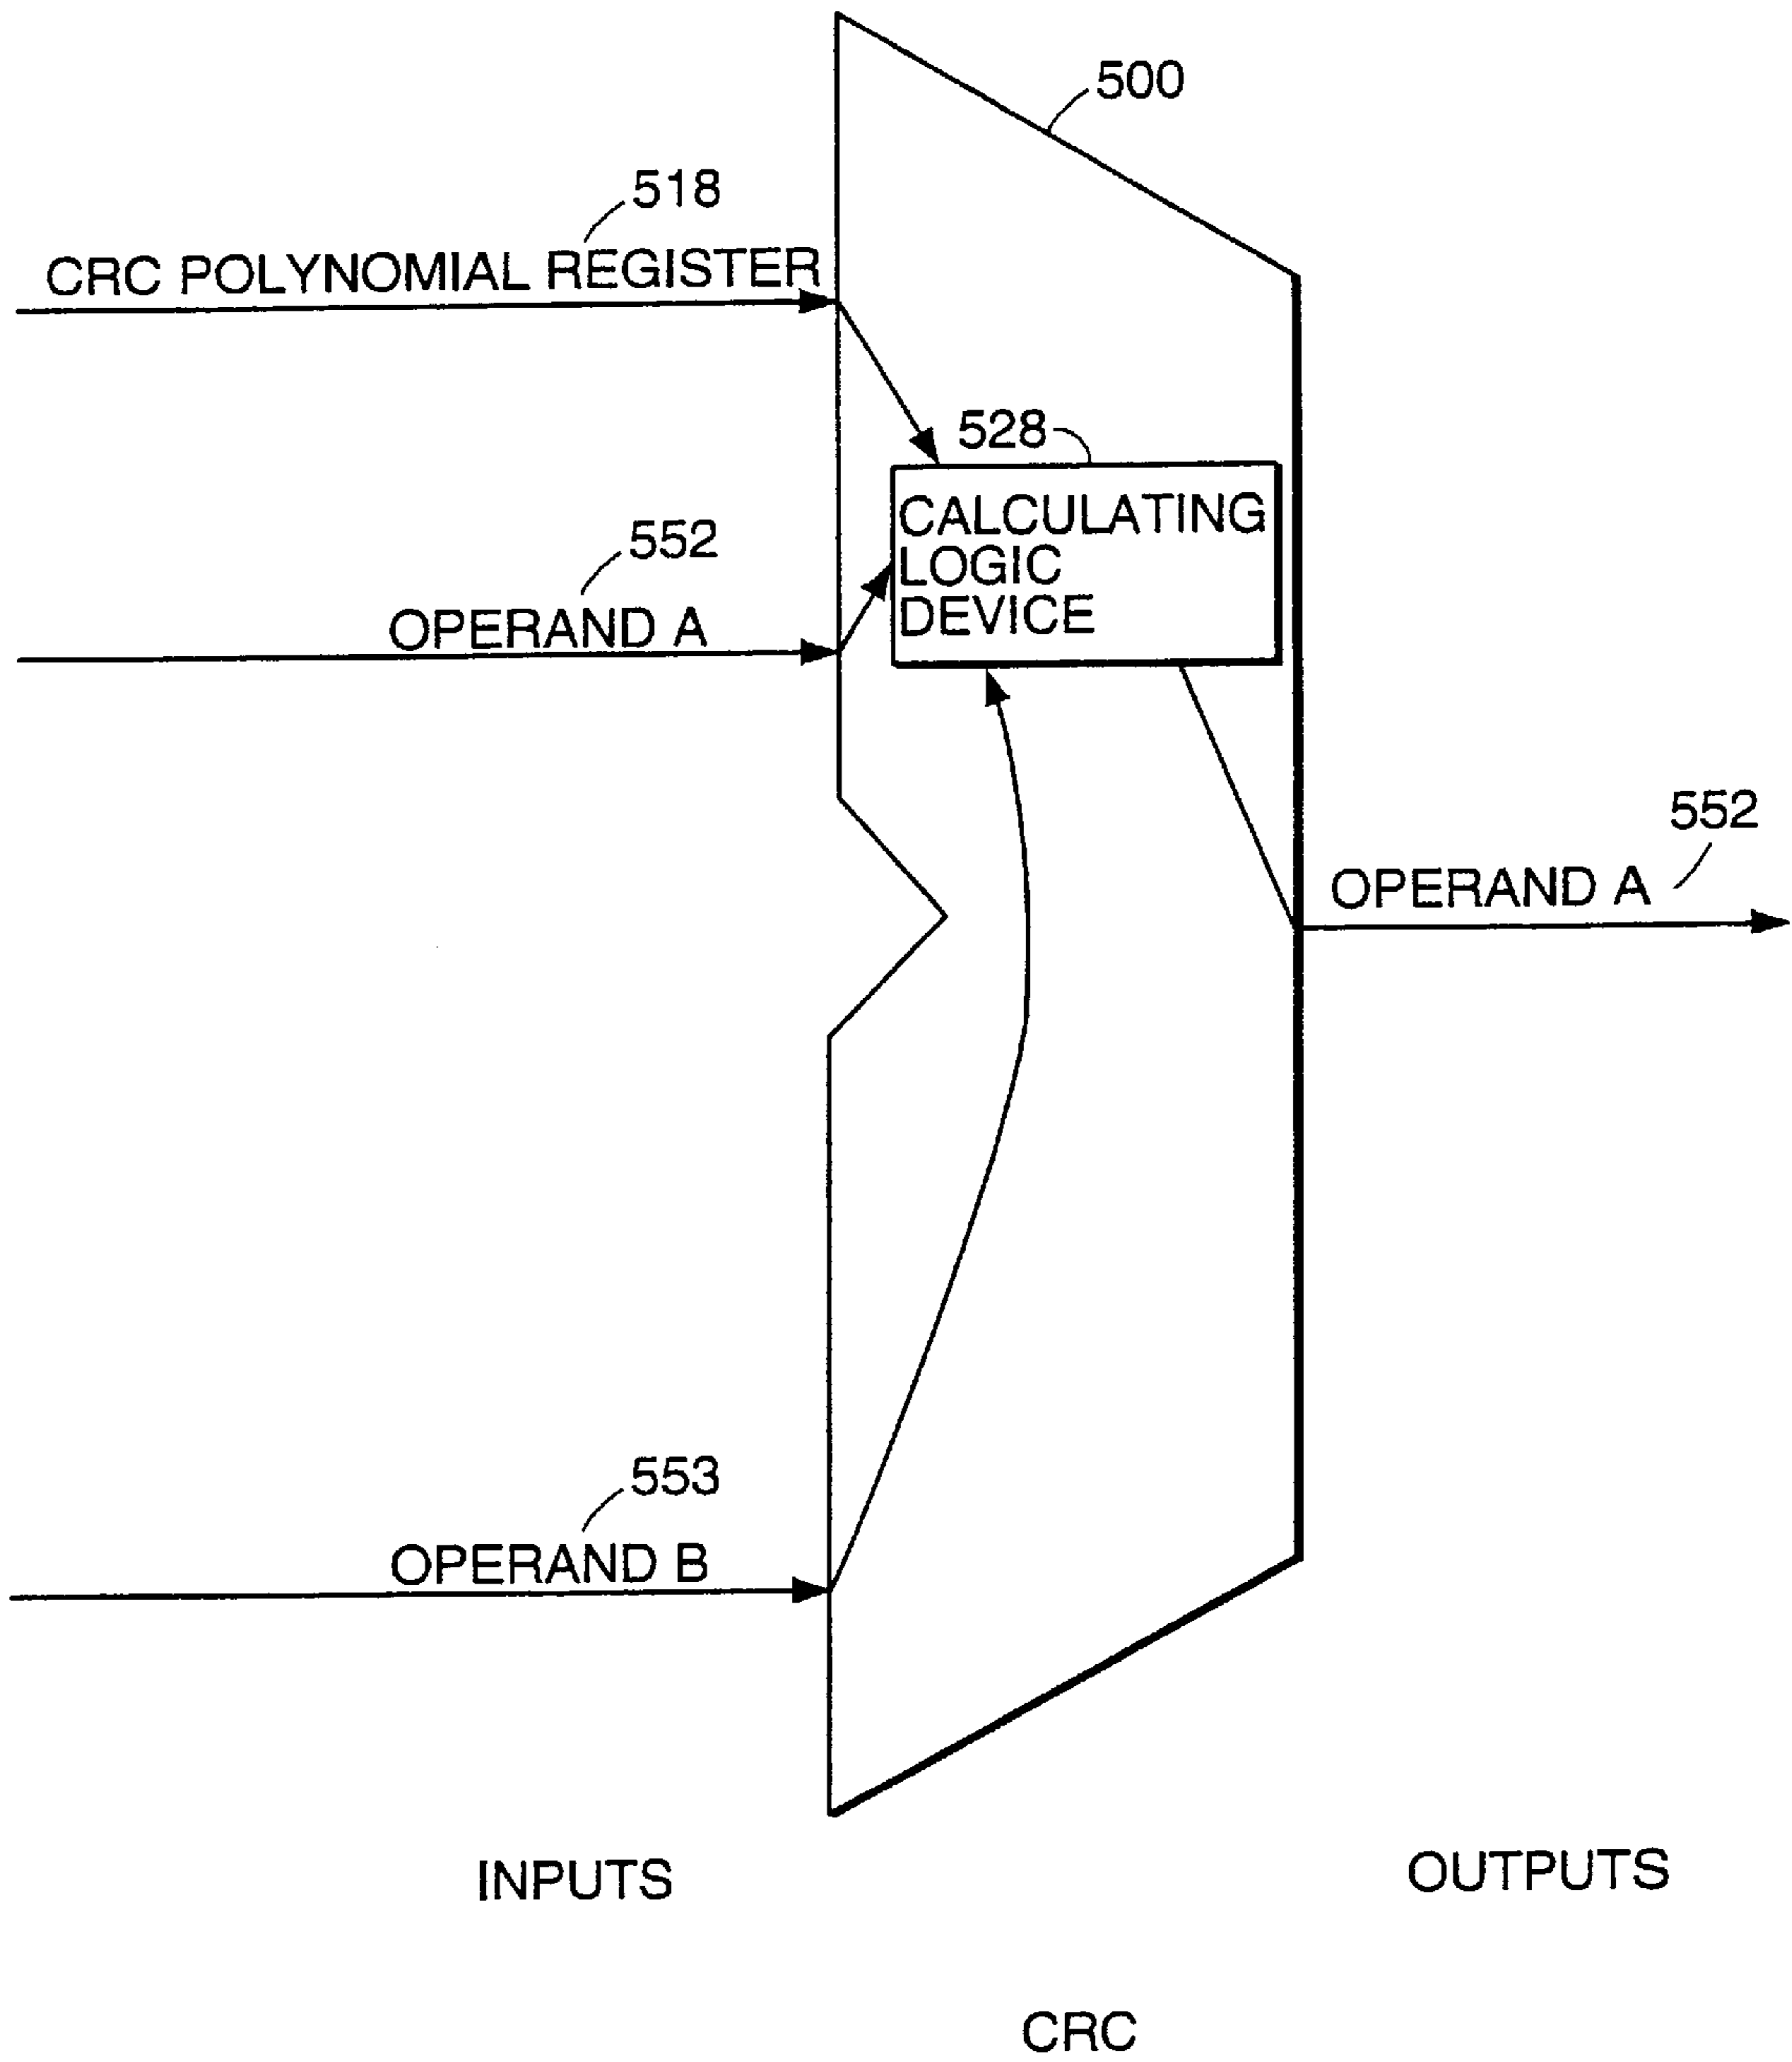 500
518
CRC POLYNOMIAL REGISTER
528
CALCULATING
LOGIC
DEVICE
552
OPERAND A
552
OPERAND A
553
OPERAND B
INPUTS
OUTPUTS
CRC